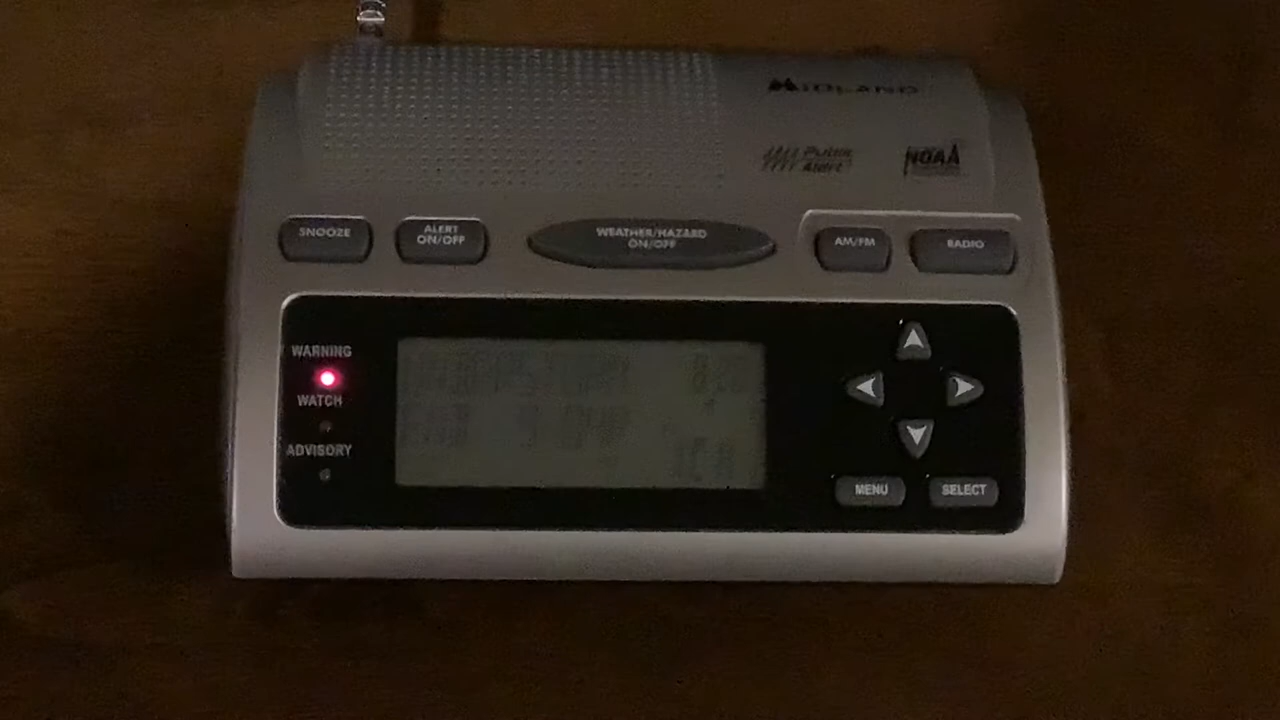 MIDLAND
Public Alert
NOAA
SNOOZE
ALERT
ON/OFF
WEATHER/HAZARD
ON/OFF
AM/FM
RADIO
WARNING
WATCH
ADVISORY
MENU
SELECT